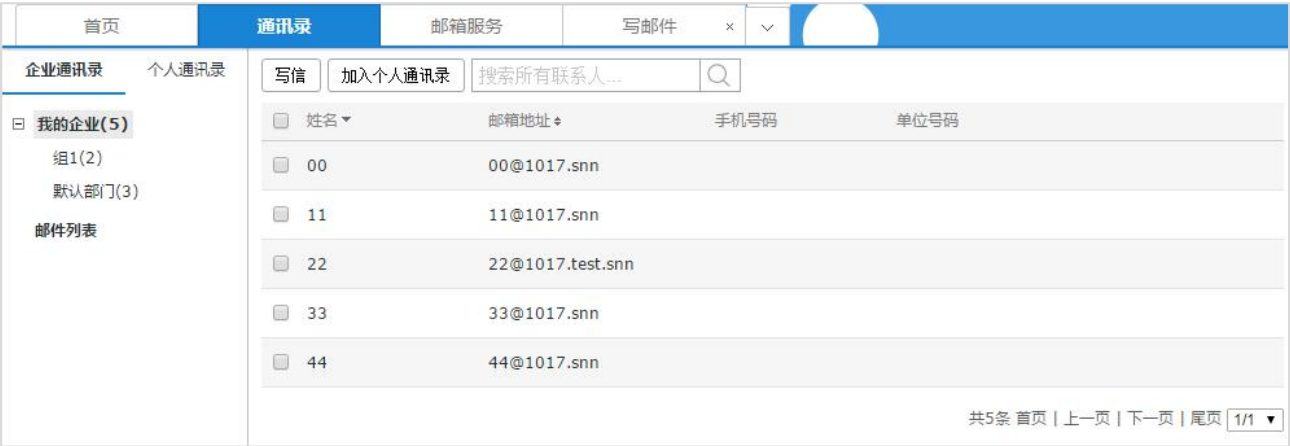 首页 通讯录 邮箱服务 写邮件 ×
企业通讯录 个人通讯录
写信 加入个人通讯录 搜索所有联系人...
我的企业(5)
组1(2)
默认部门(3)
邮件列表
姓名 邮箱地址 手机号码 单位号码
00 00@1017.snn
11 11@1017.snn
22 22@1017.test.snn
33 33@1017.snn
44 44@1017.snn
共5条 首页 | 上一页 | 下一页 | 尾页 1/1